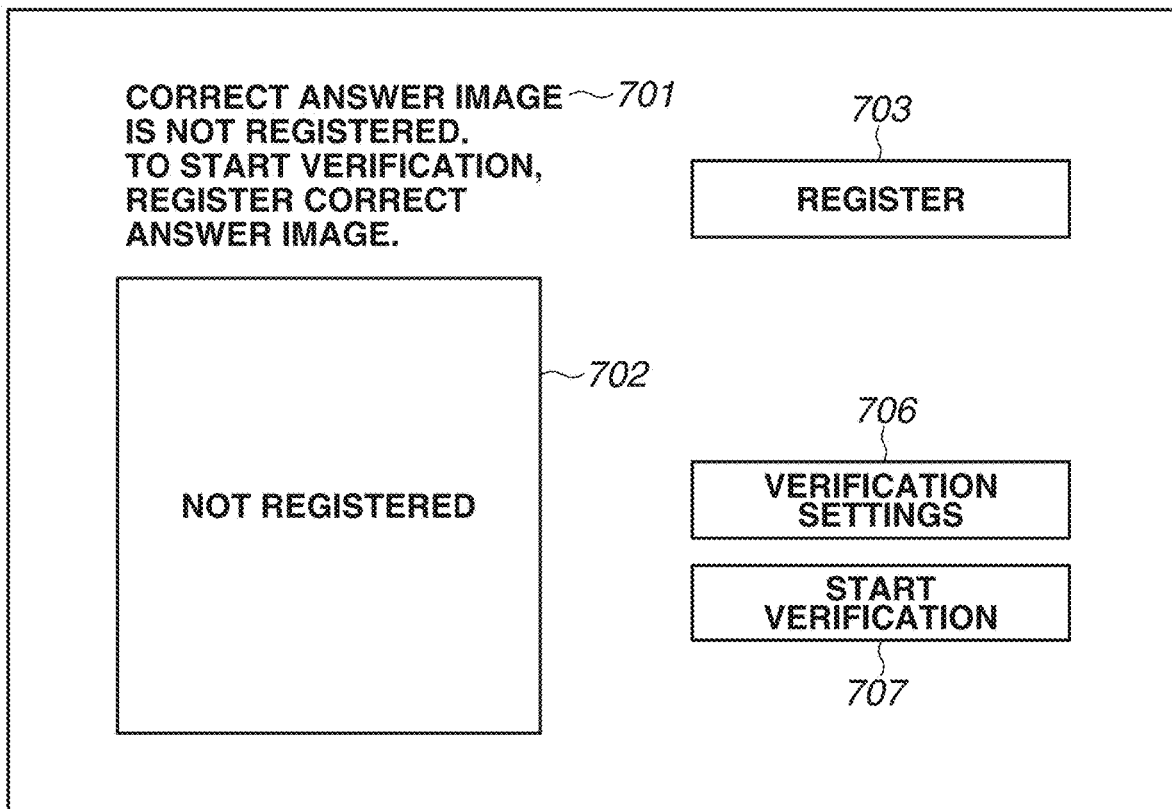 CORRECT ANSWER IMAGE 701
IS NOT REGISTERED.
TO START VERIFICATION,
REGISTER CORRECT
ANSWER IMAGE.
703
REGISTER
702
NOT REGISTERED
706
VERIFICATION
SETTINGS
START
VERIFICATION
707